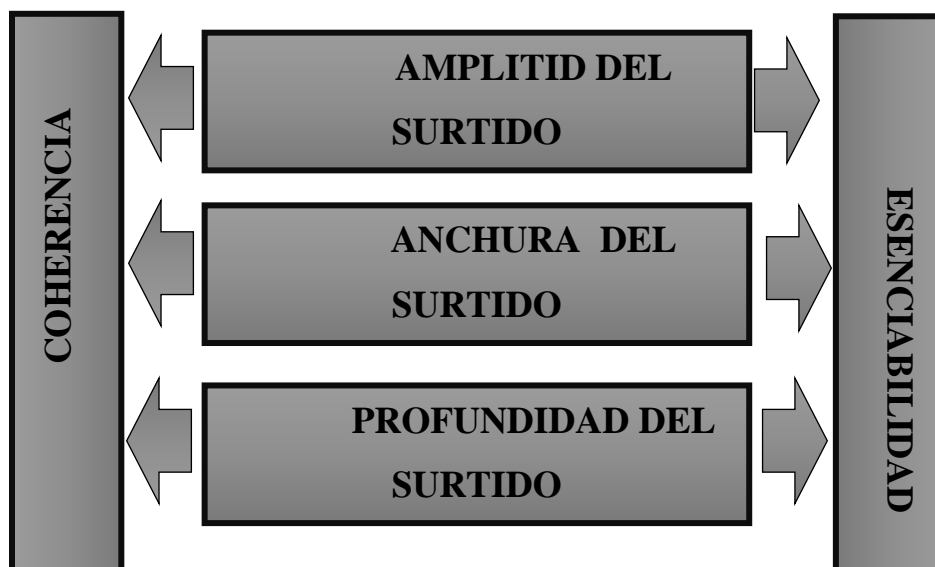 COHERENCIA
AMPLITID DEL
SURTIDO
ANCHURA DEL
SURTIDO
PROFUNDIDAD DEL
SURTIDO
ESENCIABILIDAD